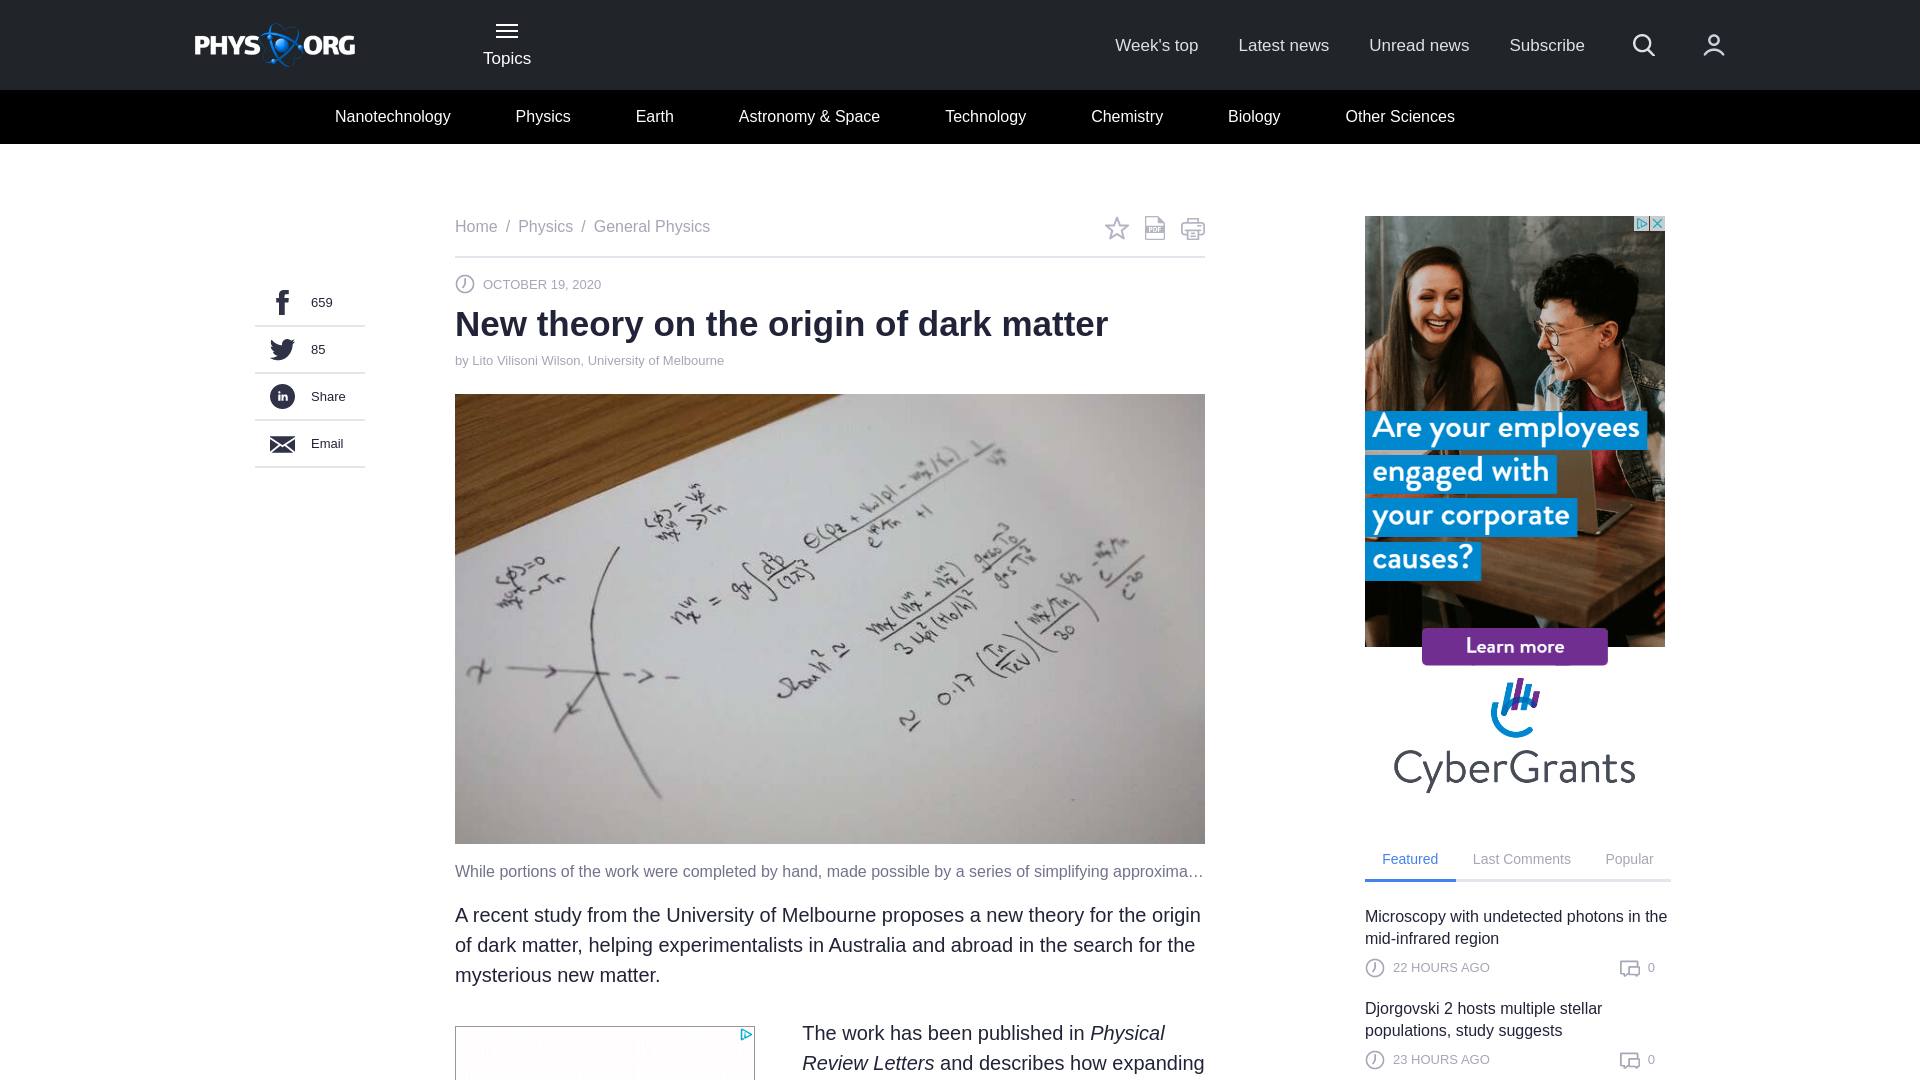 PHYS ORG
Topics
Week's top
Latest news
Unread news
Subscribe
Nanotechnology
Physics
Earth
Astronomy & Space
Technology
Chemistry
Biology
Other Sciences
Home / Physics / General Physics
PDF
OCTOBER 19, 2020
New theory on the origin of dark matter
by Lito Vilisoni Wilson, University of Melbourne
659
85
in Share
Email
While portions of the work were completed by hand, made possible by a series of simplifying approxima…
A recent study from the University of Melbourne proposes a new theory for the origin
of dark matter, helping experimentalists in Australia and abroad in the search for the
mysterious new matter.
The work has been published in Physical
Review Letters and describes how expanding
Are your employees
engaged with
your corporate
causes?
Learn more
CyberGrants
Featured
Last Comments
Popular
Microscopy with undetected photons in the
mid-infrared region
22 HOURS AGO
0
Djorgovski 2 hosts multiple stellar
populations, study suggests
23 HOURS AGO
0